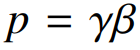 p = γβ